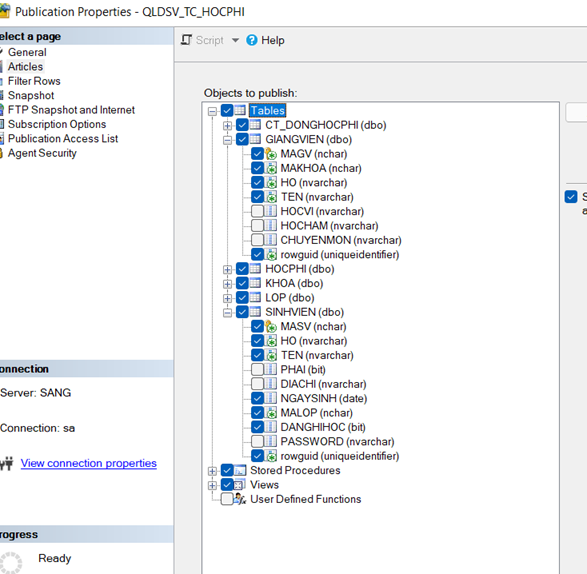 Publication Properties - QLDSV_TC_HOCPHI
elect a page
General
Articles
Filter Rows
Snapshot
FTP Snapshot and Internet
Subscription Options
Publication Access List
Agent Security
Script
Help
Objects to publish:
Tables
CT_DONGHOCPHI (dbo)
GIANGVIEN (dbo)
MAGV (nchar)
MAKHOA (nchar)
HO (nvarchar)
TEN (nvarchar)
HOCVI (nvarchar)
HOCHAM (nvarchar)
CHUYENMON (nvarchar)
rowguid (uniqueidentifier)
HOCPHI (dbo)
KHOA (dbo)
LOP (dbo)
SINHVIEN (dbo)
MASV (nchar)
HO (nvarchar)
TEN (nvarchar)
PHAI (bit)
DIACHI (nvarchar)
NGAYSINH (date)
MALOP (nchar)
DANGHIHOC (bit)
PASSWORD (nvarchar)
rowguid (uniqueidentifier)
Stored Procedures
Views
User Defined Functions
onnection
Server: SANG
Connection: sa
View connection properties
rogress
Ready